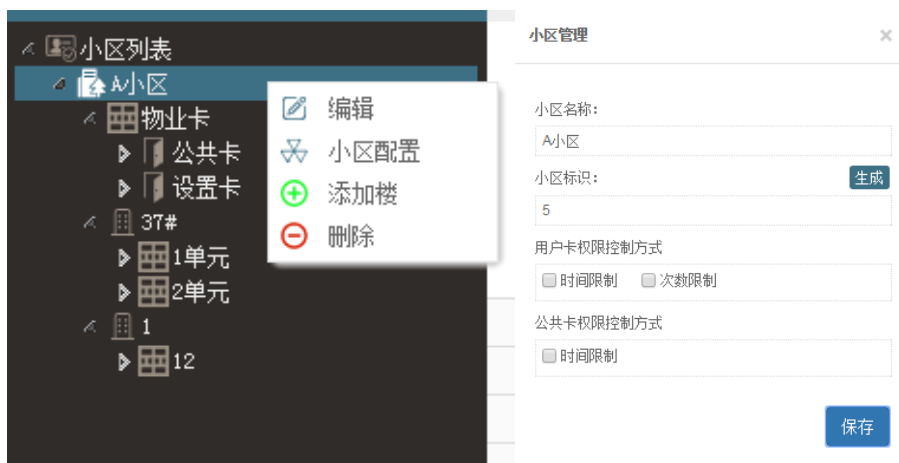 小区列表
A小区
物业卡
公共卡
设置卡
37#
1单元
2单元
1
12
编辑
小区配置
添加楼
删除
小区管理
×
小区名称：
A小区
小区标识： 生成
5
用户卡权限控制方式
时间限制 次数限制
公共卡权限控制方式
时间限制
保存